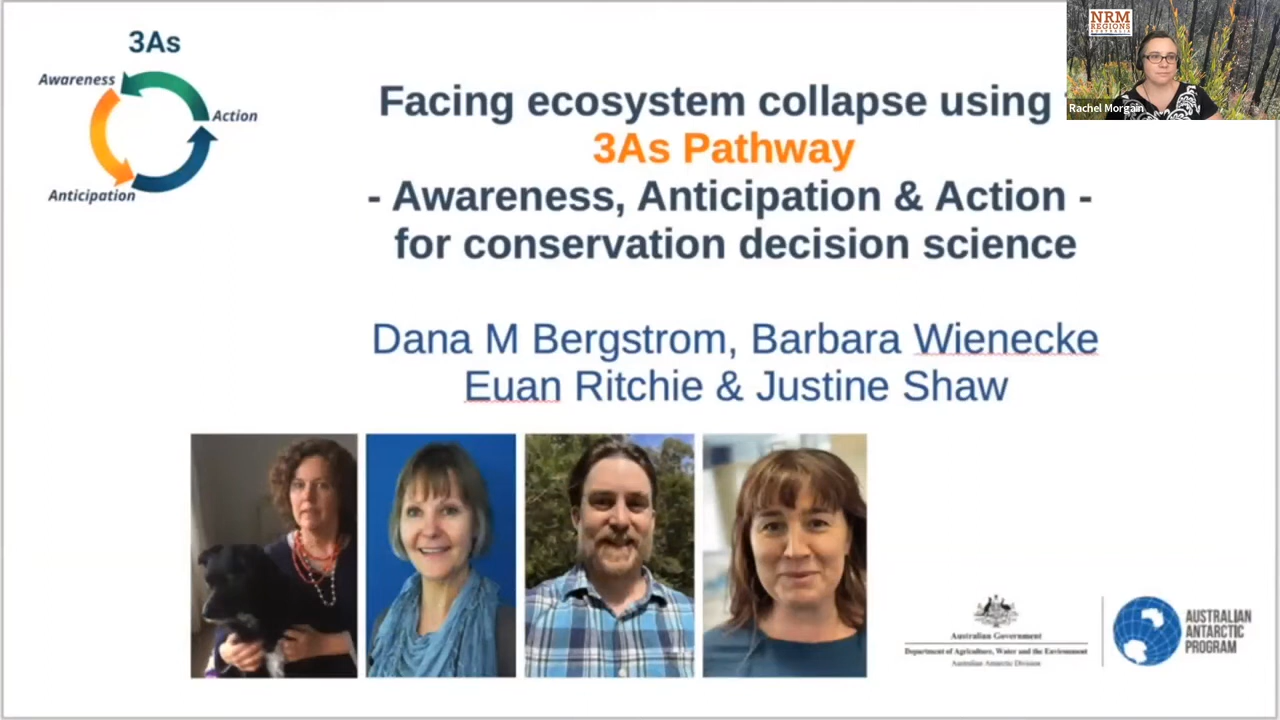 3As
Awareness
Action
Anticipation
Facing ecosystem collapse using
3As Pathway
- Awareness, Anticipation & Action -
for conservation decision science
Dana M Bergstrom, Barbara Wienecke
Euan Ritchie & Justine Shaw
NRM
REGIONS
AUSTRALIA
Rachel Morgain
Australian Government
Department of Agriculture, Water and the Environment
Australian Antarctic Division
AUSTRALIAN
ANTARCTIC
PROGRAM